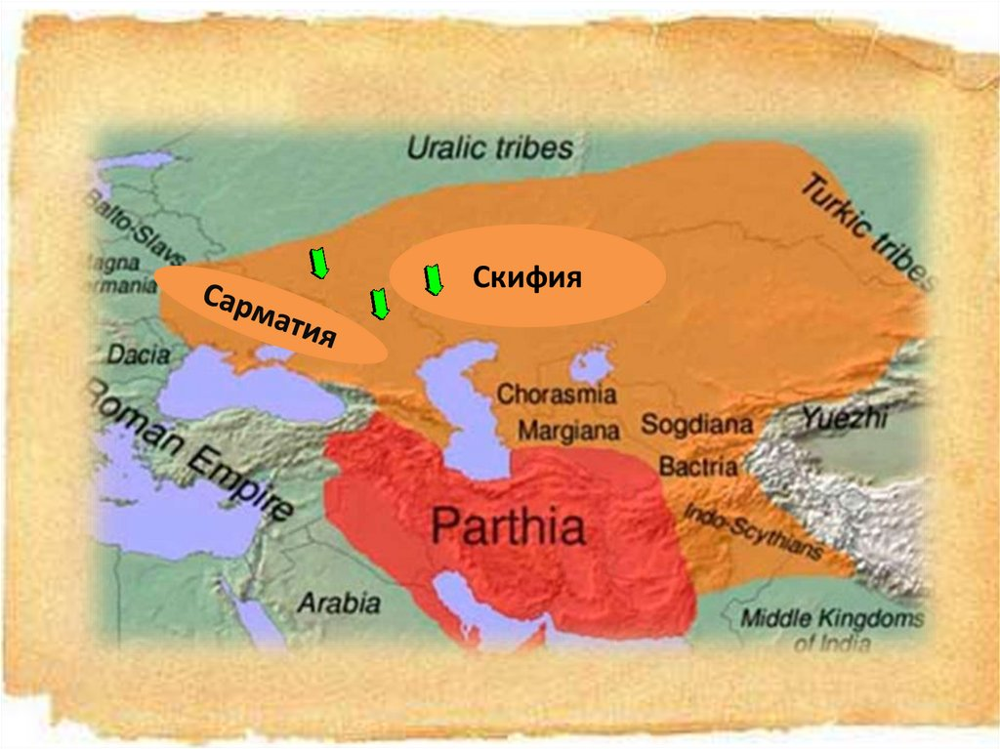 Uralic tribes
Turkic tribes
Balto-Slavs
Magna
Germania
Скифия
Сарматия
Dacia
Roman Empire
Chorasmia
Margiana
Sogdiana
Yuezhi
Bactria
Parthia
Indo-Scythians
Arabia
Middle Kingdoms
of India